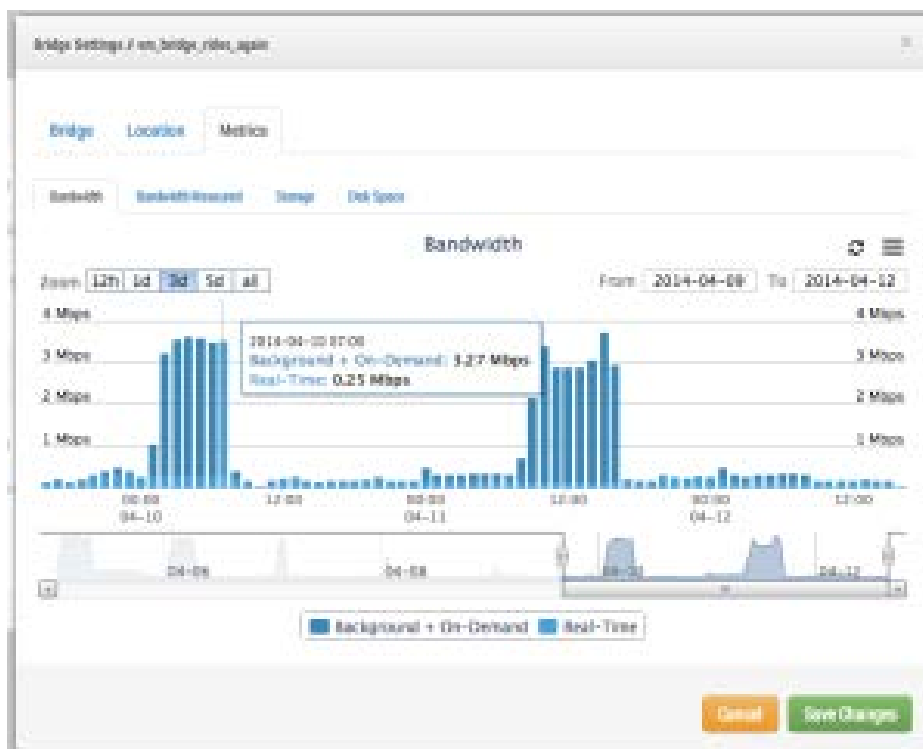 Bridge Settings / en_bridge_rides_again
Bridge Location Metrics
Bandwidth Bandwidth Measured Storage Disk Space
Bandwidth
Zoom 12h 1d 3d 5d all From 2014-04-09 To 2014-04-12
4 Mbps 4 Mbps
2014-04-10 07:00
3 Mbps Background + On-Demand: 3.27 Mbps 3 Mbps
Real-Time: 0.25 Mbps
2 Mbps 2 Mbps
1 Mbps 1 Mbps
00:00 12:00 00:00 12:00 00:00 12:00
04-10 04-11 04-12
04-06 04-08 04-10 04-12
Background + On-Demand Real-Time
Cancel Save Changes